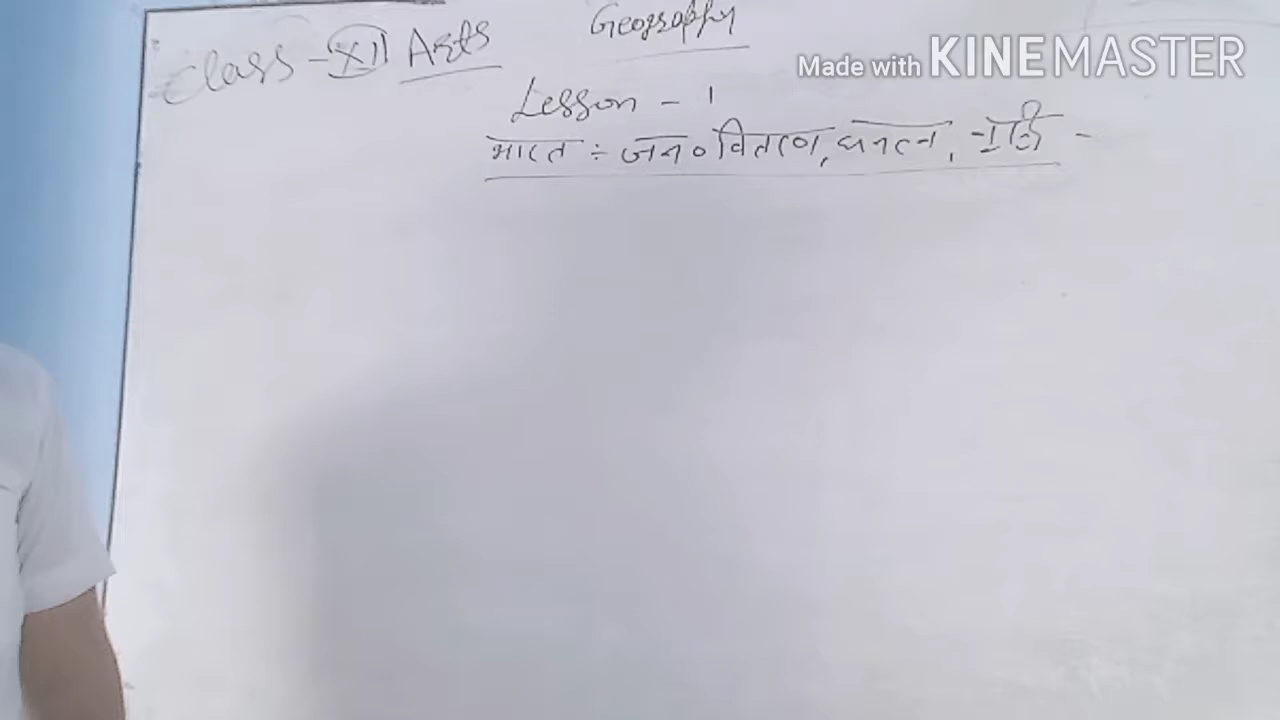 Class - XII Arts Geography
Made with KINEMASTER
Lesson - 1
भारत ÷ जन० वितरण, घनत्व,